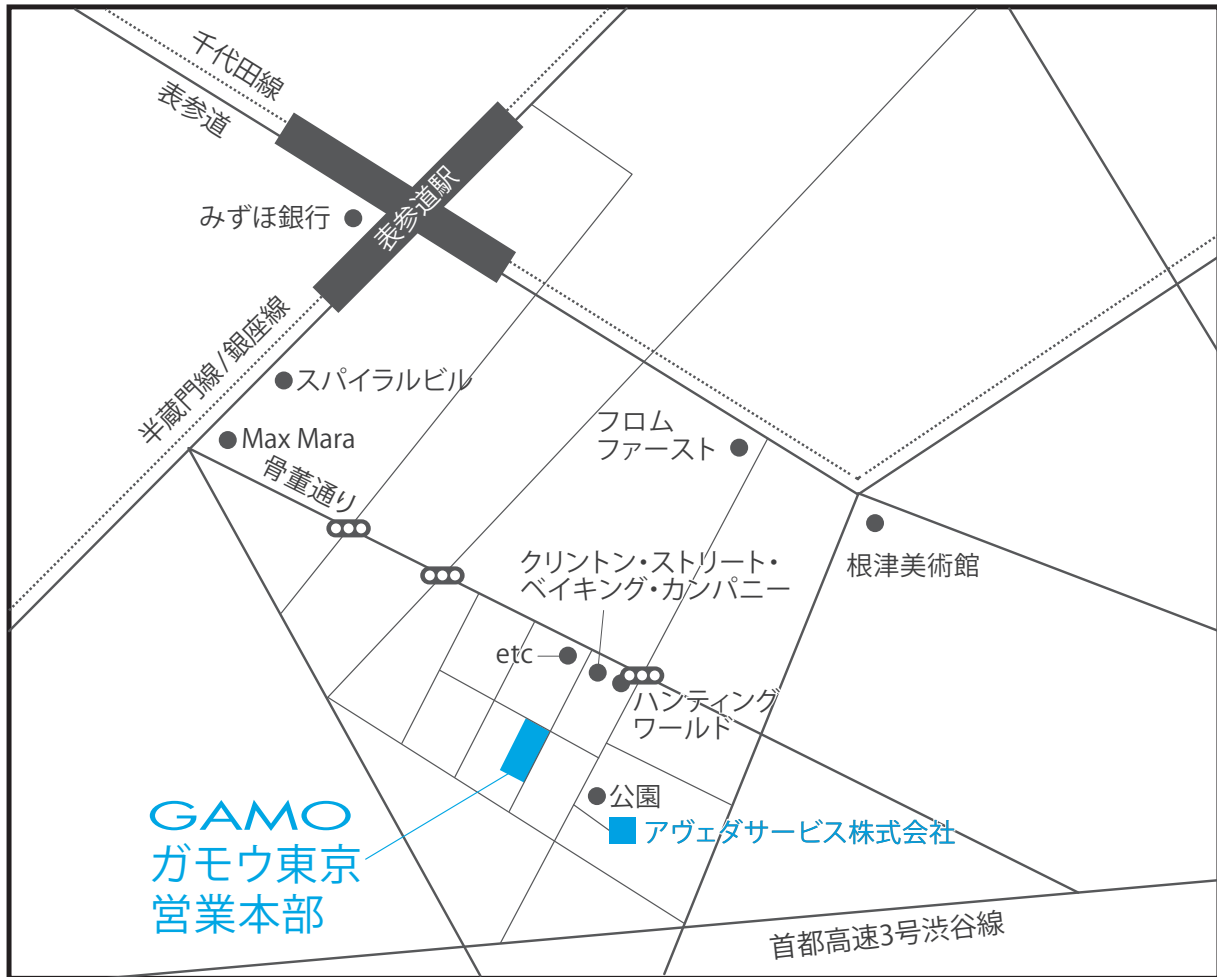 千代田線
表参道
表参道駅
みずほ銀行
半蔵門線/銀座線
スパイラルビル
Max Mara
骨董通り
フロム
ファースト
根津美術館
クリントン・ストリート・
ベイキング・カンパニー
etc
ハンティング
ワールド
公園
アヴェダサービス株式会社
GAMO
ガモウ東京
営業本部
首都高速3号渋谷線